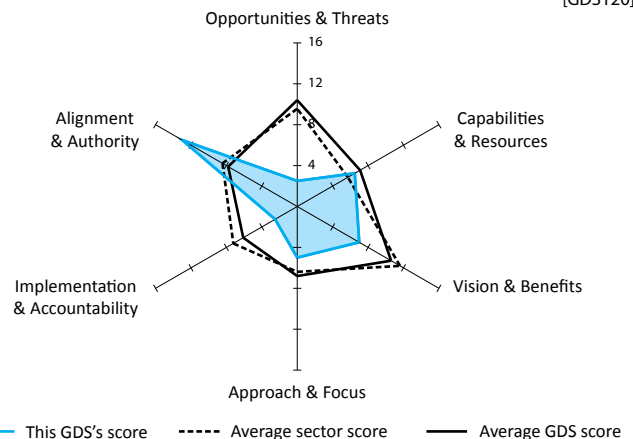 [GDS120]
Opportunities & Threats
16
12
8
4
Alignment
& Authority
Capabilities
& Resources
Implementation
& Accountability
Vision & Benefits
Approach & Focus
This GDS's score
Average sector score
Average GDS score